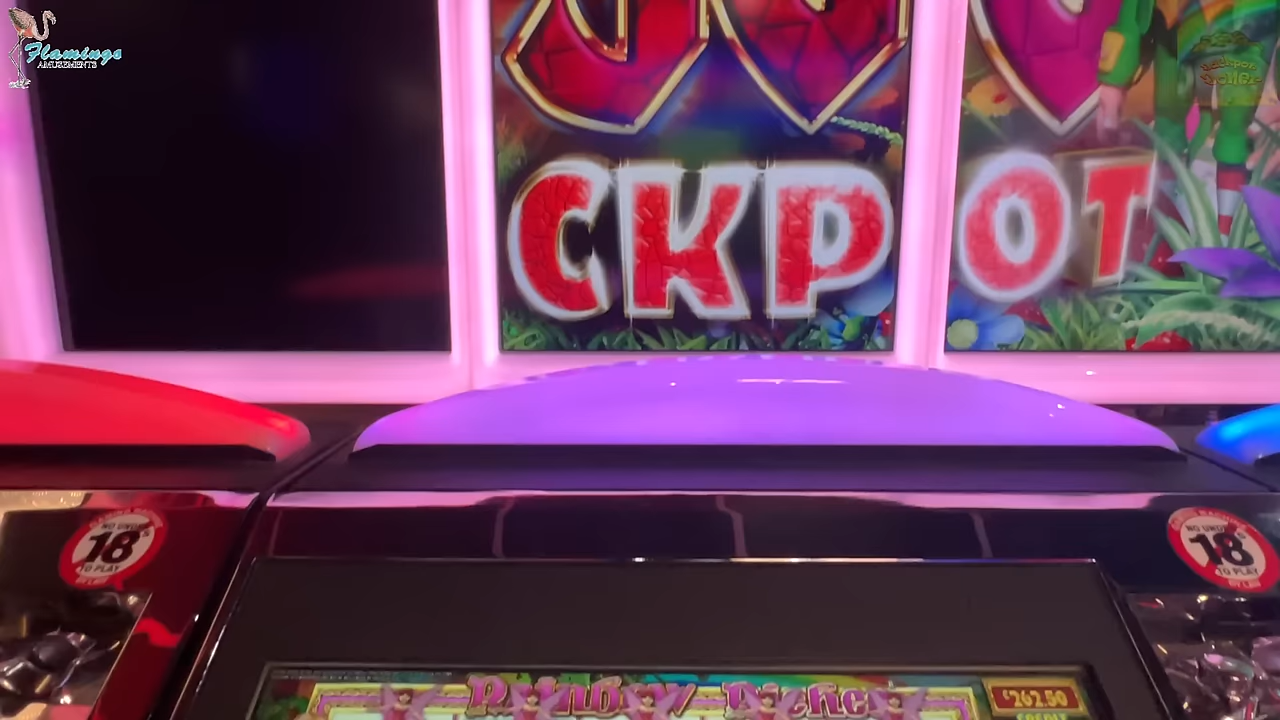 Flamingo
AMUSEMENTS
CKP
OT
NO UNDER
18
TO PLAY
NO UNDER
18
TO PLAY
Rainbow Riches
£262.50